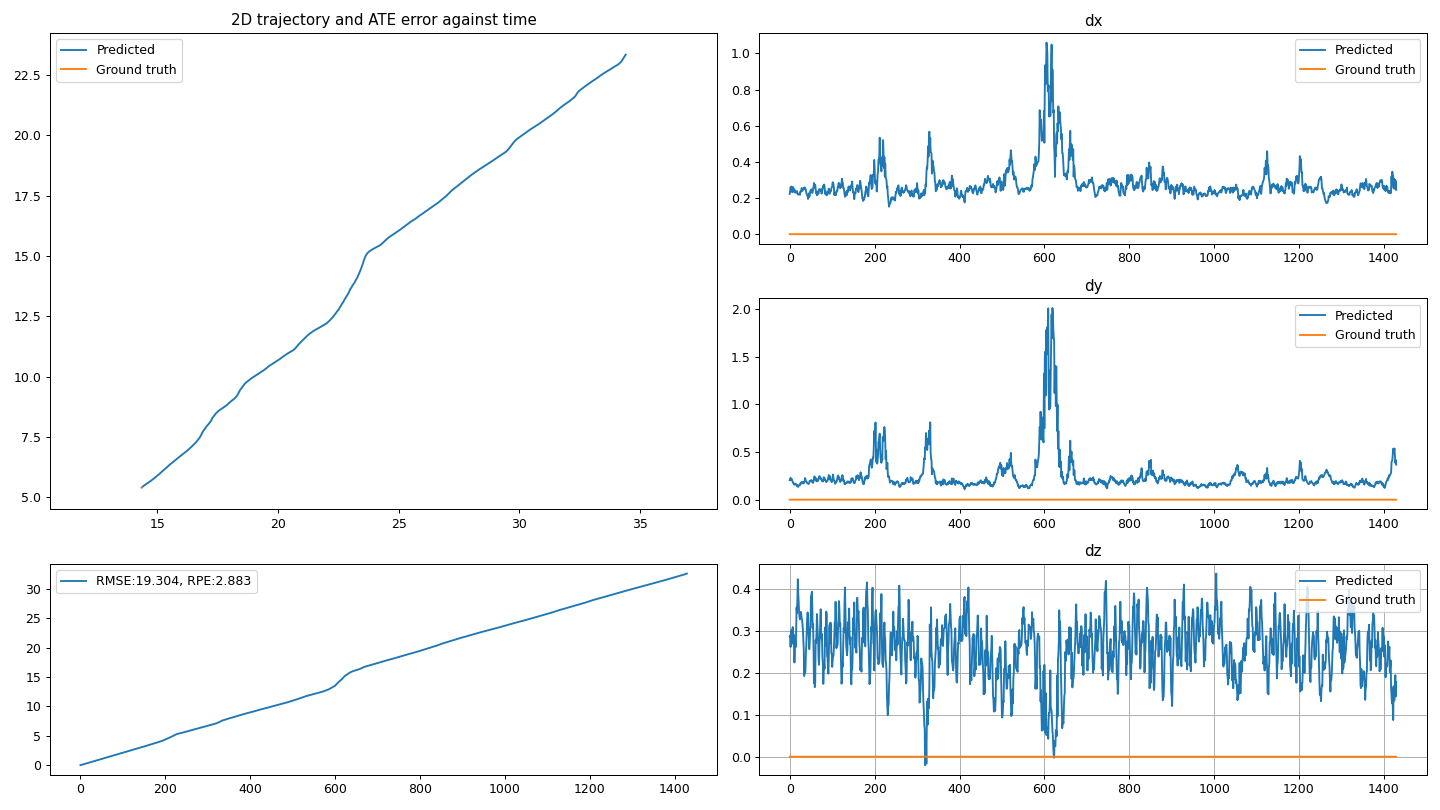 2D trajectory and ATE error against time
Predicted
Ground truth
22.5
20.0
17.5
15.0
12.5
10.0
7.5
5.0
15 20 25 30 35
RMSE:19.304, RPE:2.883
30
25
20
15
10
5
0
0 200 400 600 800 1000 1200 1400
dx
Predicted
Ground truth
1.0
0.8
0.6
0.4
0.2
0.0
0 200 400 600 800 1000 1200 1400
dy
Predicted
Ground truth
2.0
1.5
1.0
0.5
0.0
0 200 400 600 800 1000 1200 1400
dz
Predicted
Ground truth
0.4
0.3
0.2
0.1
0.0
0 200 400 600 800 1000 1200 1400